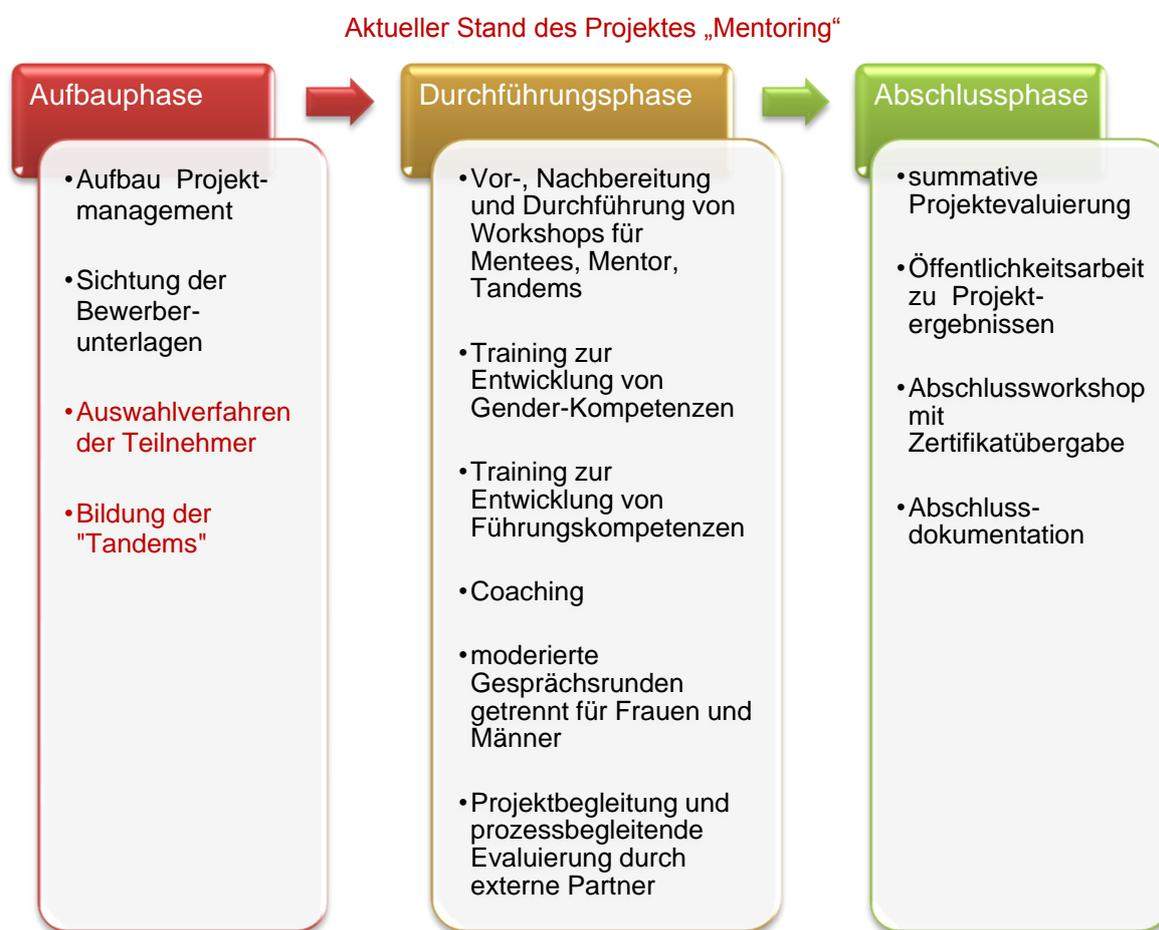 Aktueller Stand des Projektes „Mentoring“
Aufbauphase
•Aufbau Projekt-
management
•Sichtung der
Bewerber-
unterlagen
•Auswahlverfahren
der Teilnehmer
•Bildung der
"Tandems"
Durchführungsphase
•Vor-, Nachbereitung
und Durchführung von
Workshops für
Mentees, Mentor,
Tandems
•Training zur
Entwicklung von
Gender-Kompetenzen
•Training zur
Entwicklung von
Führungskompetenzen
•Coaching
•moderierte
Gesprächsrunden
getrennt für Frauen und
Männer
•Projektbegleitung und
prozessbegleitende
Evaluierung durch
externe Partner
Abschlussphase
•summative
Projektevaluierung
•Öffentlichkeitsarbeit
zu Projekt-
ergebnissen
•Abschlussworkshop
mit
Zertifikatübergabe
•Abschluss-
dokumentation